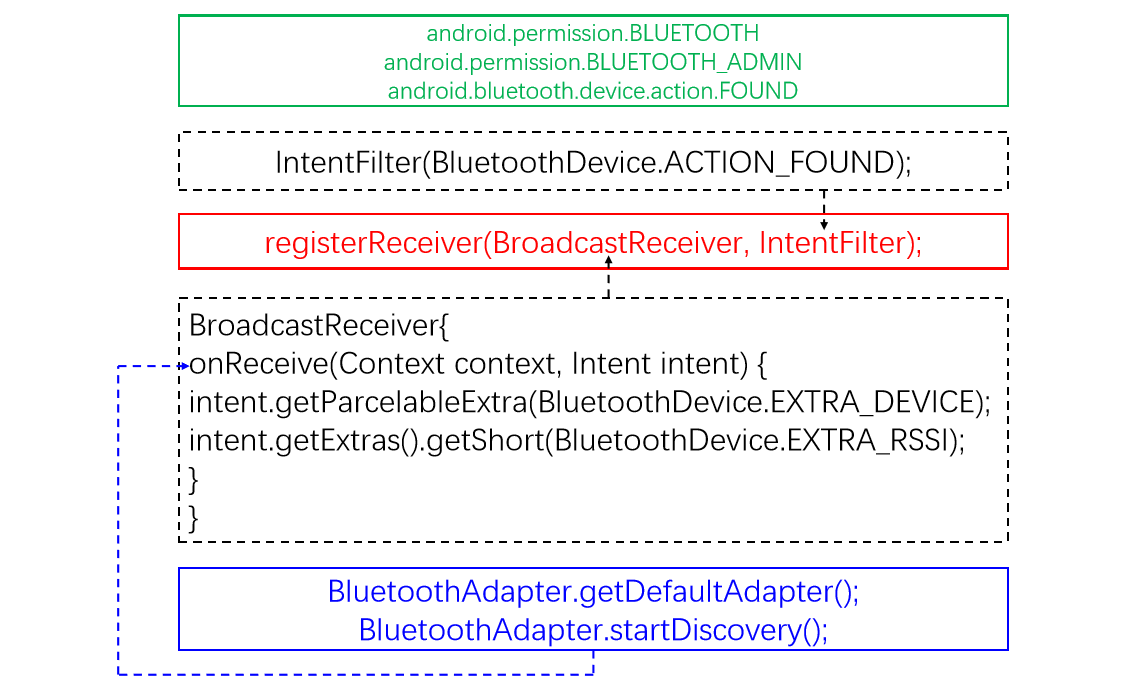 android.permission.BLUETOOTH
android.permission.BLUETOOTH_ADMIN
android.bluetooth.device.action.FOUND
IntentFilter(BluetoothDevice.ACTION_FOUND);
registerReceiver(BroadcastReceiver, IntentFilter);
BroadcastReceiver{
onReceive(Context context, Intent intent) {
intent.getParcelableExtra(BluetoothDevice.EXTRA_DEVICE);
intent.getExtras().getShort(BluetoothDevice.EXTRA_RSSI);
}
}
BluetoothAdapter.getDefaultAdapter();
BluetoothAdapter.startDiscovery();